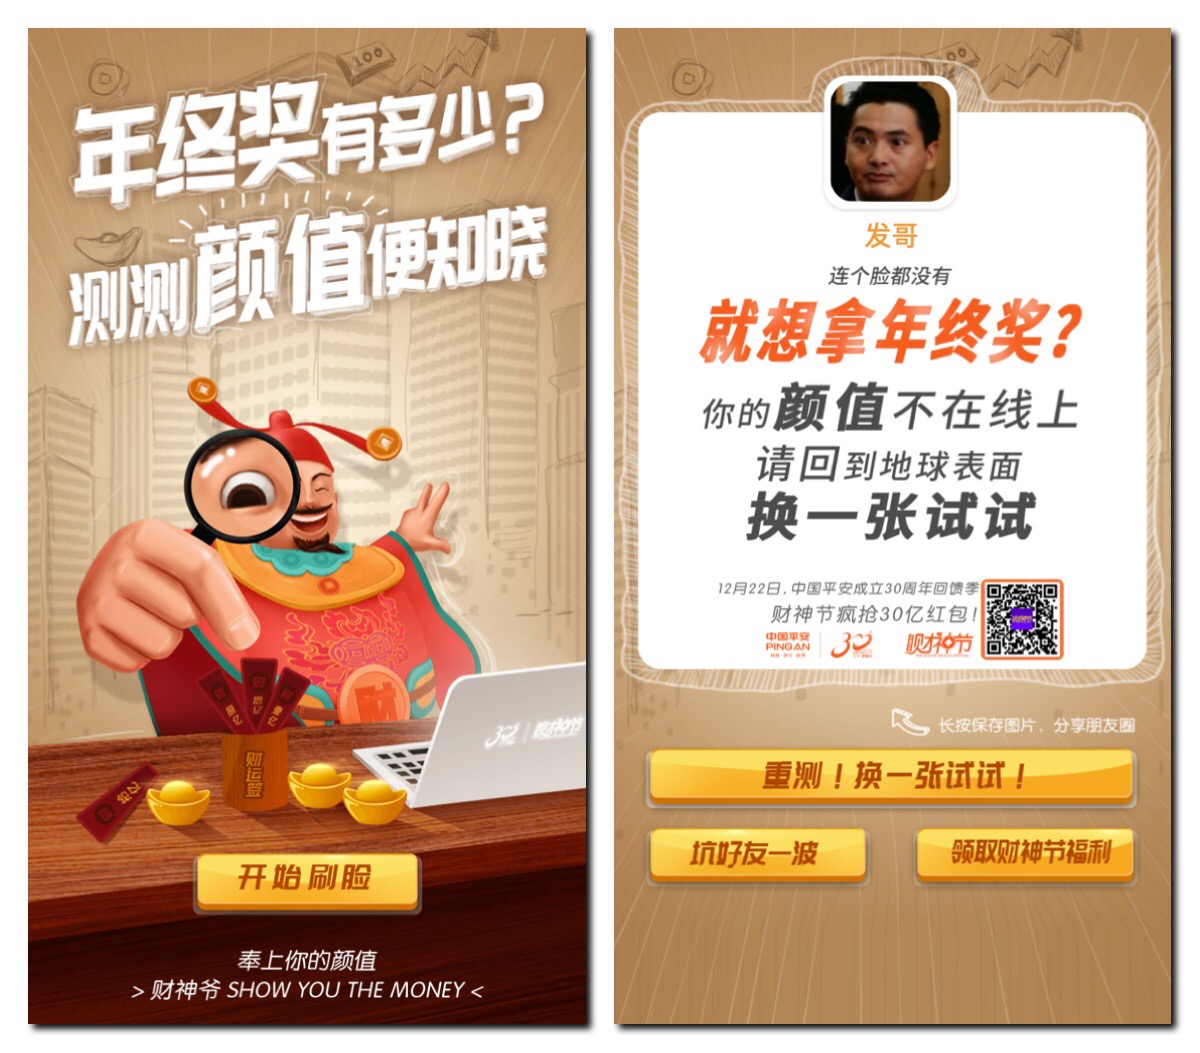 100
年终奖有多少?
测测颜值便知晓
财
财运签
开始刷脸
奉上你的颜值
> 财神爷 SHOW YOU THE MONEY <
发哥
连个脸都没有
就想拿年终奖?
你的颜值不在线上
请回到地球表面
换一张试试
12月22日,中国平安成立30周年回馈季
财神节疯抢30亿红包!
中国平安
PING AN
30
财神节
长按保存图片,分享朋友圈
重测!换一张试试!
坑好友一波
领取财神节福利